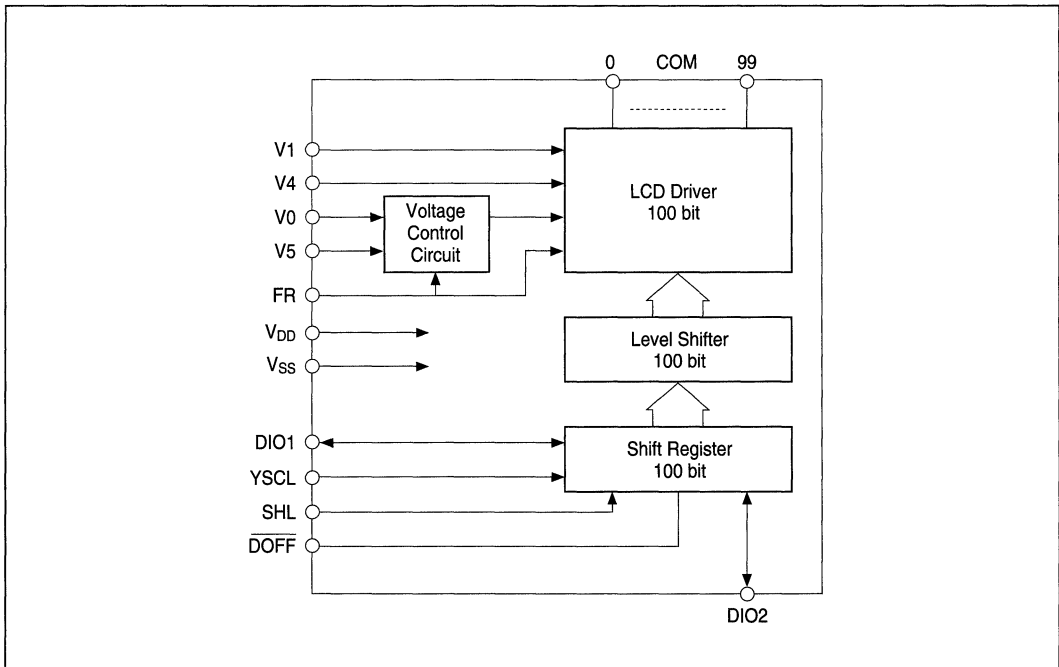 0 COM 99
V1
V4
V0
V5
FR
VDD
VSS
DIO1
YSCL
SHL
DOFF
Voltage
Control
Circuit
LCD Driver
100 bit
Level Shifter
100 bit
Shift Register
100 bit
DIO2